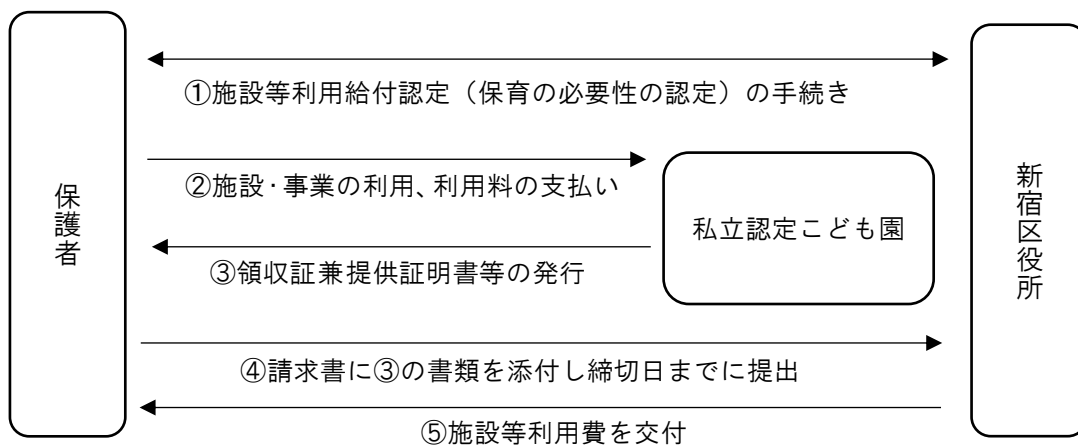 保護者
①施設等利用給付認定（保育の必要性の認定）の手続き
②施設・事業の利用、利用料の支払い
私立認定こども園
③領収証兼提供証明書等の発行
④請求書に③の書類を添付し締切日までに提出
⑤施設等利用費を交付
新宿区役所